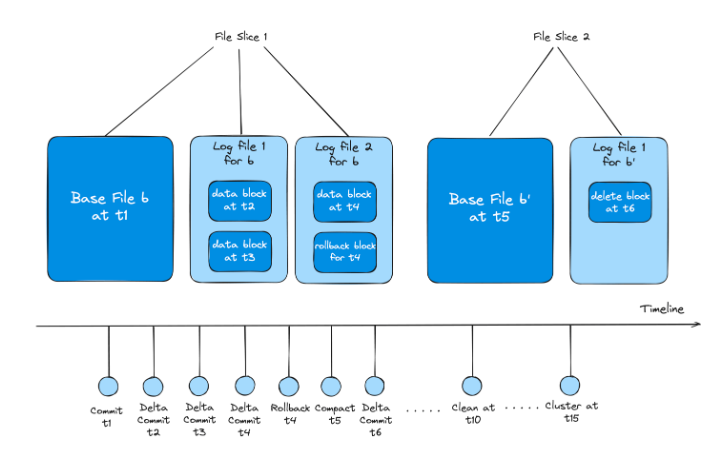 File Slice 1
File Slice 2
Base File b
at t1
Log file 1
for b
data block
at t2
data block
at t3
Log file 2
for b
data block
at t4
rollback block
for t4
Base File b'
at t5
Log file 1
for b'
delete block
at t6
Timeline
Commit
t1
Delta
Commit
t2
Delta
Commit
t3
Delta
Commit
t4
Rollback
t4
Compact
t5
Delta
Commit
t6
.....
Clean at
t10
.....
Cluster at
t15